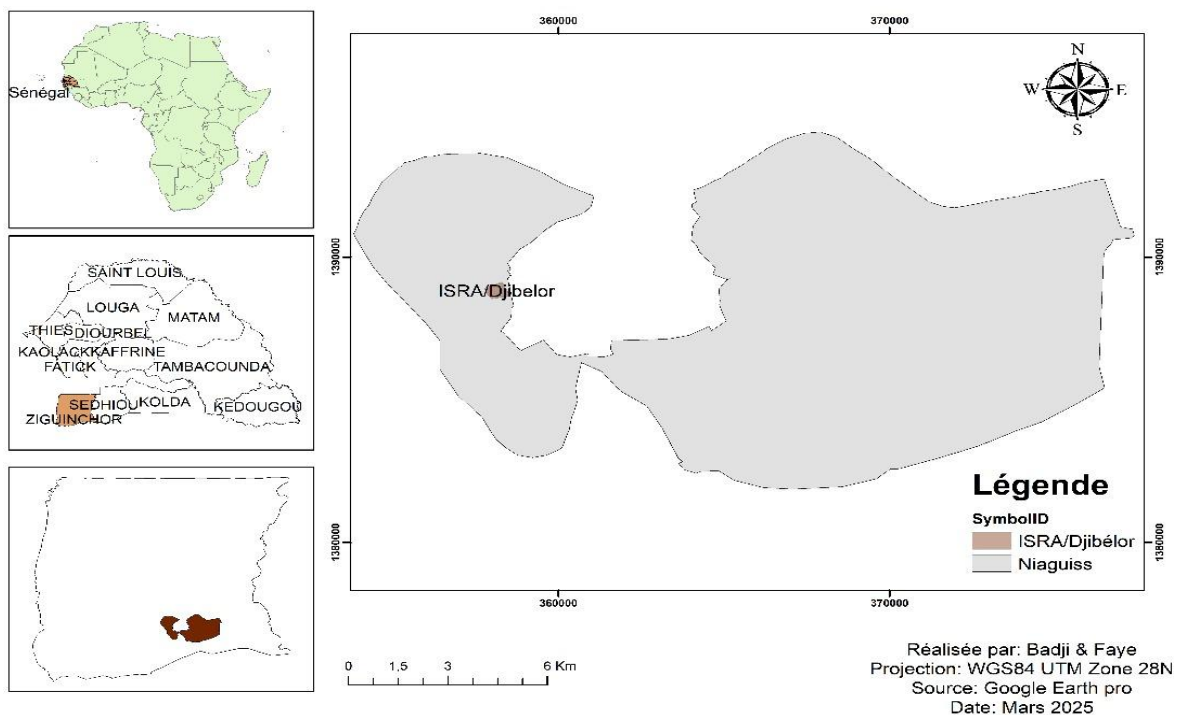 Sénégal
SAINT LOUIS
LOUGA
MATAM
THIES
DIOURBEL
KAOLACK
KAFFRINE
FATICK
TAMBACOUNDA
SEDHIOU
KOLDA
KEDOUGOU
ZIGUINCHOR
360000
370000
N
W
E
S
1390000
1390000
ISRA/Djibelor
Légende
SymbolID
ISRA/Djibélor
Niaguiss
1380000
1380000
360000
370000
0 1,5 3 6 Km
Réalisée par: Badji & Faye
Projection: WGS84 UTM Zone 28N
Source: Google Earth pro
Date: Mars 2025